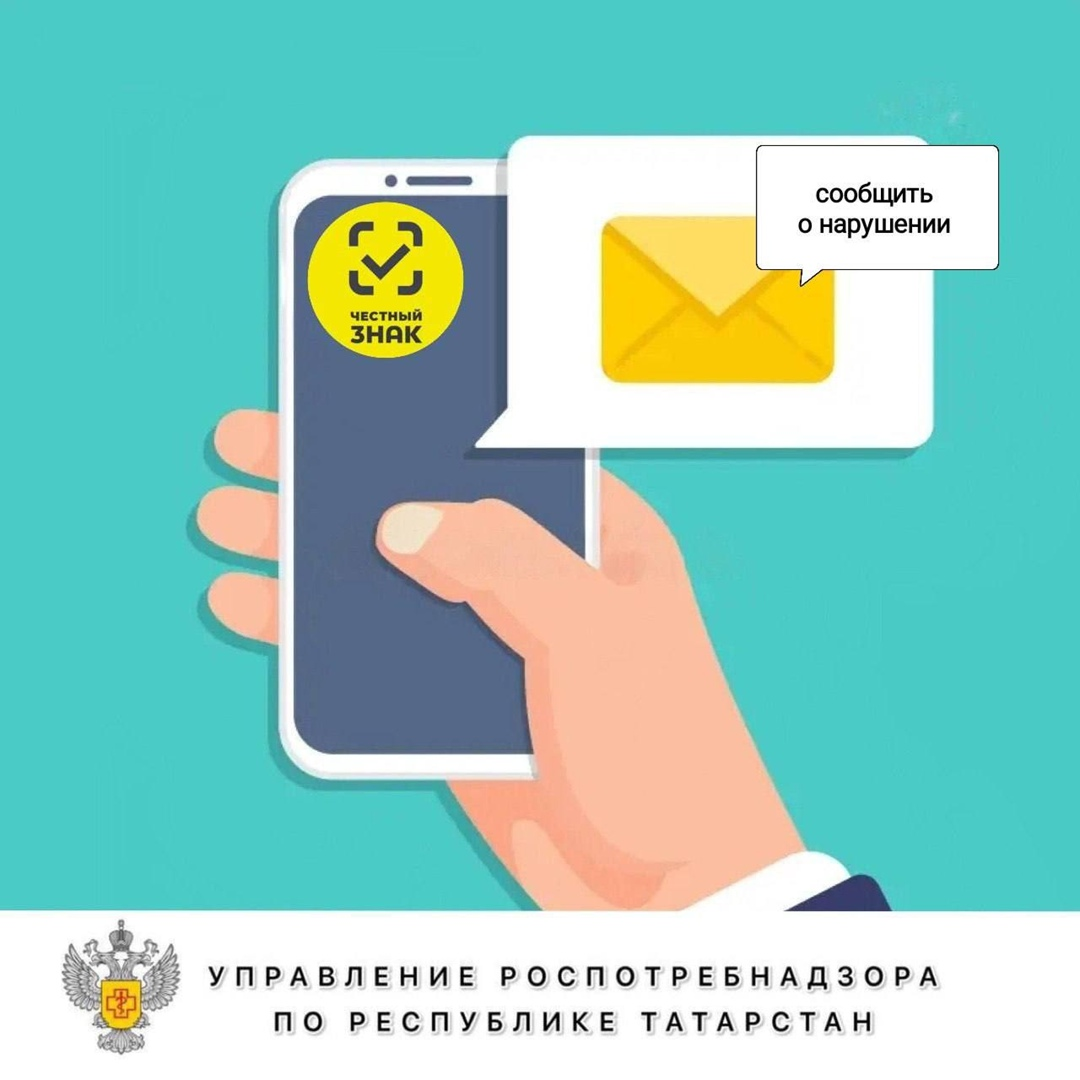 сообщить
о нарушении
ЧЕСТНЫЙ
ЗНАК
УПРАВЛЕНИЕ РОСПОТРЕБНАДЗОРА
ПО РЕСПУБЛИКЕ ТАТАРСТАН